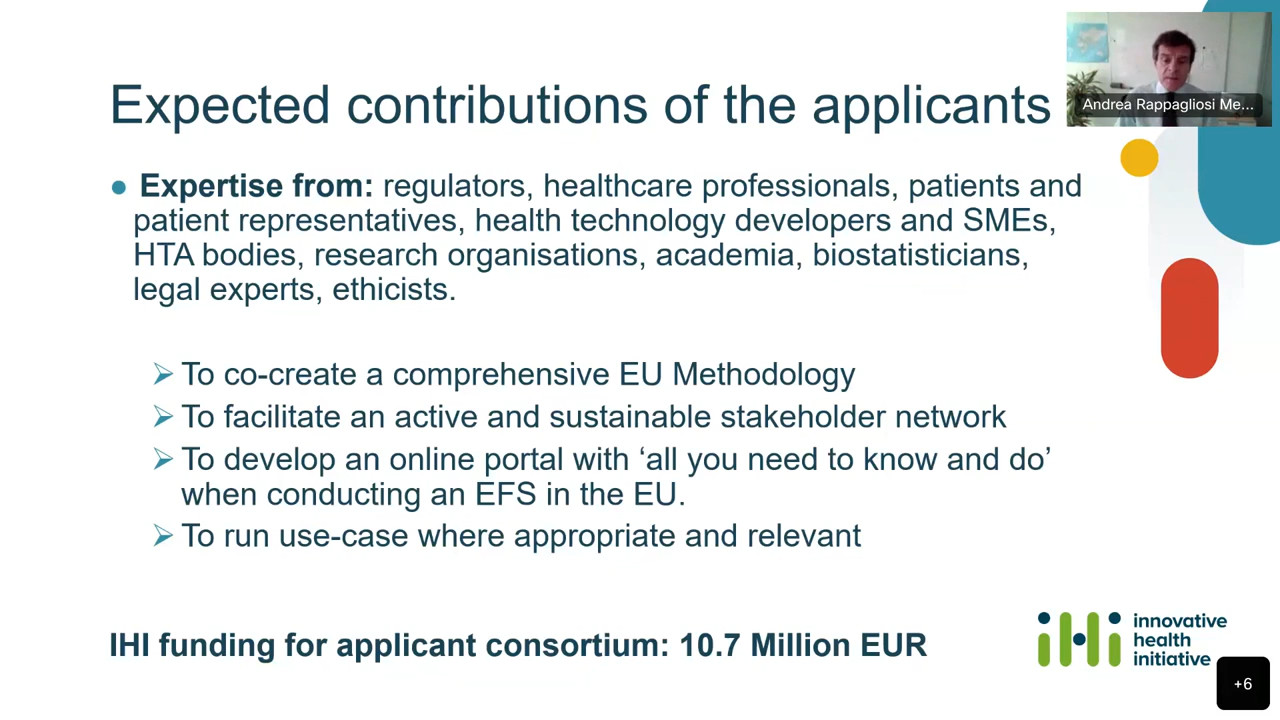 Expected contributions of the applicants
Andrea Rappagliosi Me...
● Expertise from: regulators, healthcare professionals, patients and
patient representatives, health technology developers and SMEs,
HTA bodies, research organisations, academia, biostatisticians,
legal experts, ethicists.
➢ To co-create a comprehensive EU Methodology
➢ To facilitate an active and sustainable stakeholder network
➢ To develop an online portal with ‘all you need to know and do’
when conducting an EFS in the EU.
➢ To run use-case where appropriate and relevant
IHI funding for applicant consortium: 10.7 Million EUR
iHi
innovative
health
initiative
+6